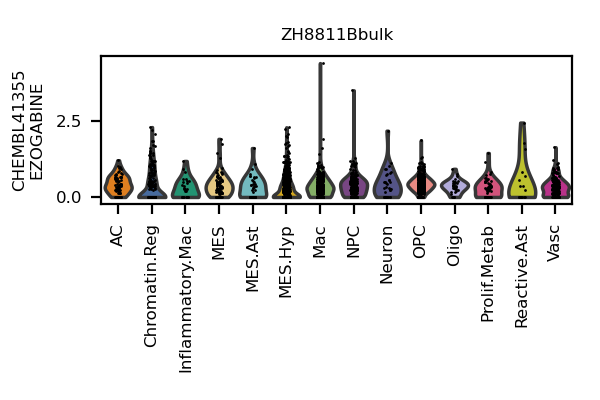 ZH8811Bbulk
CHEMBL41355
EZOGABINE
2.5
0.0
AC
Chromatin.Reg
Inflammatory.Mac
MES
MES.Ast
MES.Hyp
Mac
NPC
Neuron
OPC
Oligo
Prolif.Metab
Reactive.Ast
Vasc